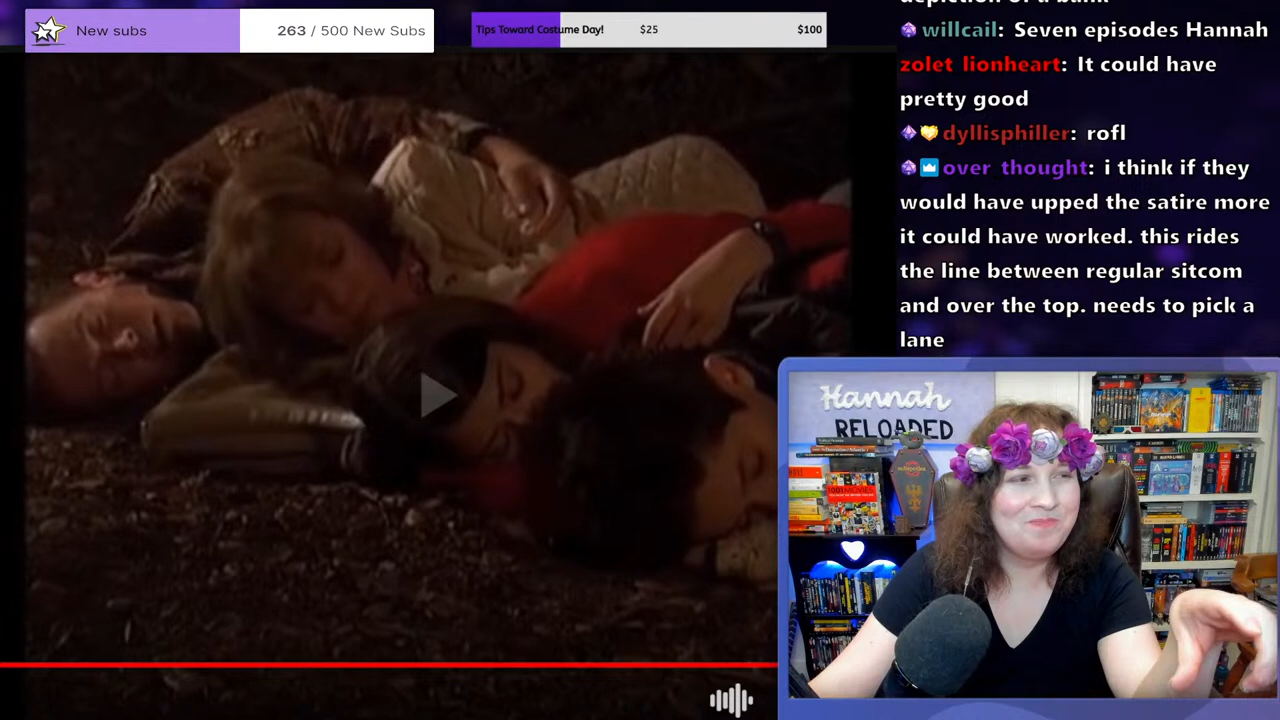 New subs
263 / 500 New Subs
Tips Toward Costume Day!
$25
$100
depiction of a bank
willcail: Seven episodes Hannah
zolet lionheart: It could have
pretty good
dyllisphiller: rofl
over thought: i think if they
would have upped the satire more
it could have worked. this rides
the line between regular sitcom
and over the top. needs to pick a
lane
Hannah
RELOADED